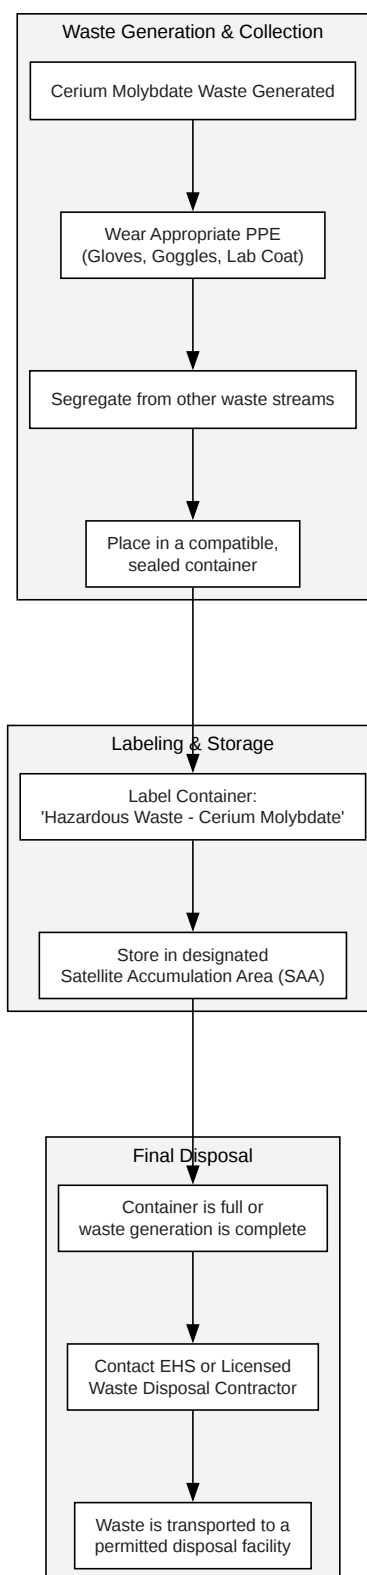 Waste Generation & Collection
Cerium Molybdate Waste Generated
Wear Appropriate PPE
(Gloves, Goggles, Lab Coat)
Segregate from other waste streams
Place in a compatible,
sealed container
Labeling & Storage
Label Container:
'Hazardous Waste - Cerium Molybdate'
Store in designated
Satellite Accumulation Area (SAA)
Final Disposal
Container is full or
waste generation is complete
Contact EHS or Licensed
Waste Disposal Contractor
Waste is transported to a
permitted disposal facility